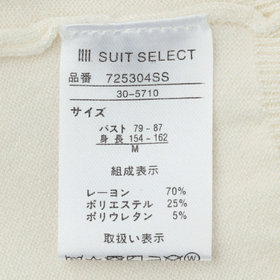 SUIT SELECT
品番 725304SS
30-5710
サイズ
バスト 79-87
身長 154-162
M
組成表示
レーヨン 70%
ポリエステル 25%
ポリウレタン 5%
取扱い表示